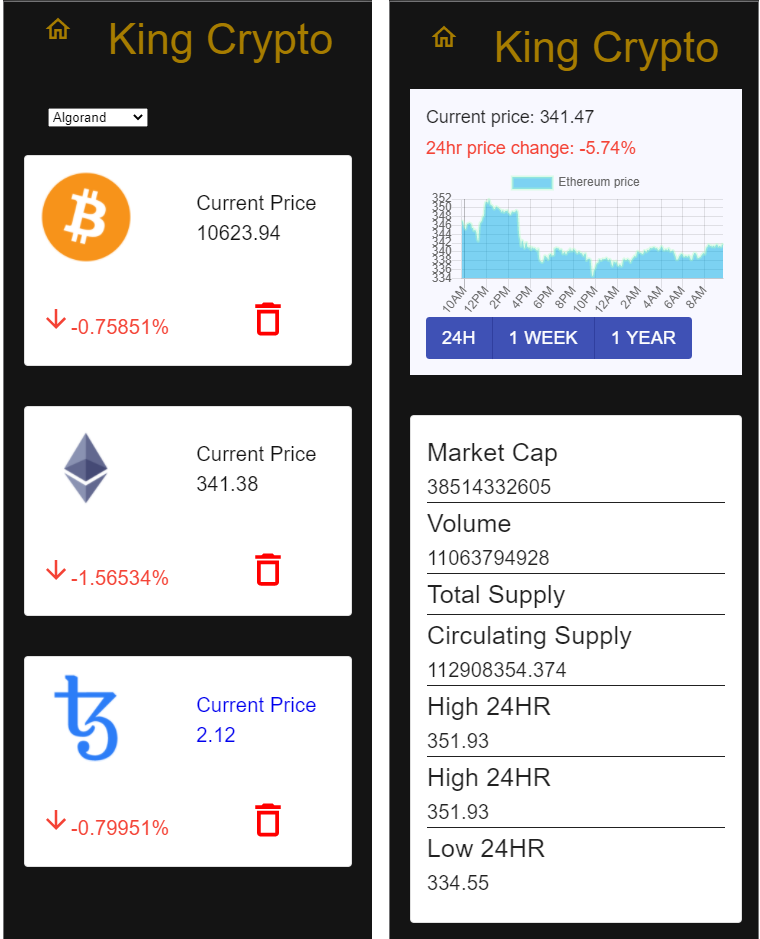 King Crypto
Algorand
Current Price
10623.94
-0.75851%
Current Price
341.38
-1.56534%
Current Price
2.12
-0.79951%
King Crypto
Current price: 341.47
24hr price change: -5.74%
Ethereum price
352
350
348
346
344
342
340
338
336
334
10AM
12PM
2PM
4PM
6PM
8PM
10PM
12AM
2AM
4AM
6AM
8AM
24H
1 WEEK
1 YEAR
Market Cap
38514332605
Volume
11063794928
Total Supply
Circulating Supply
112908354.374
High 24HR
351.93
High 24HR
351.93
Low 24HR
334.55